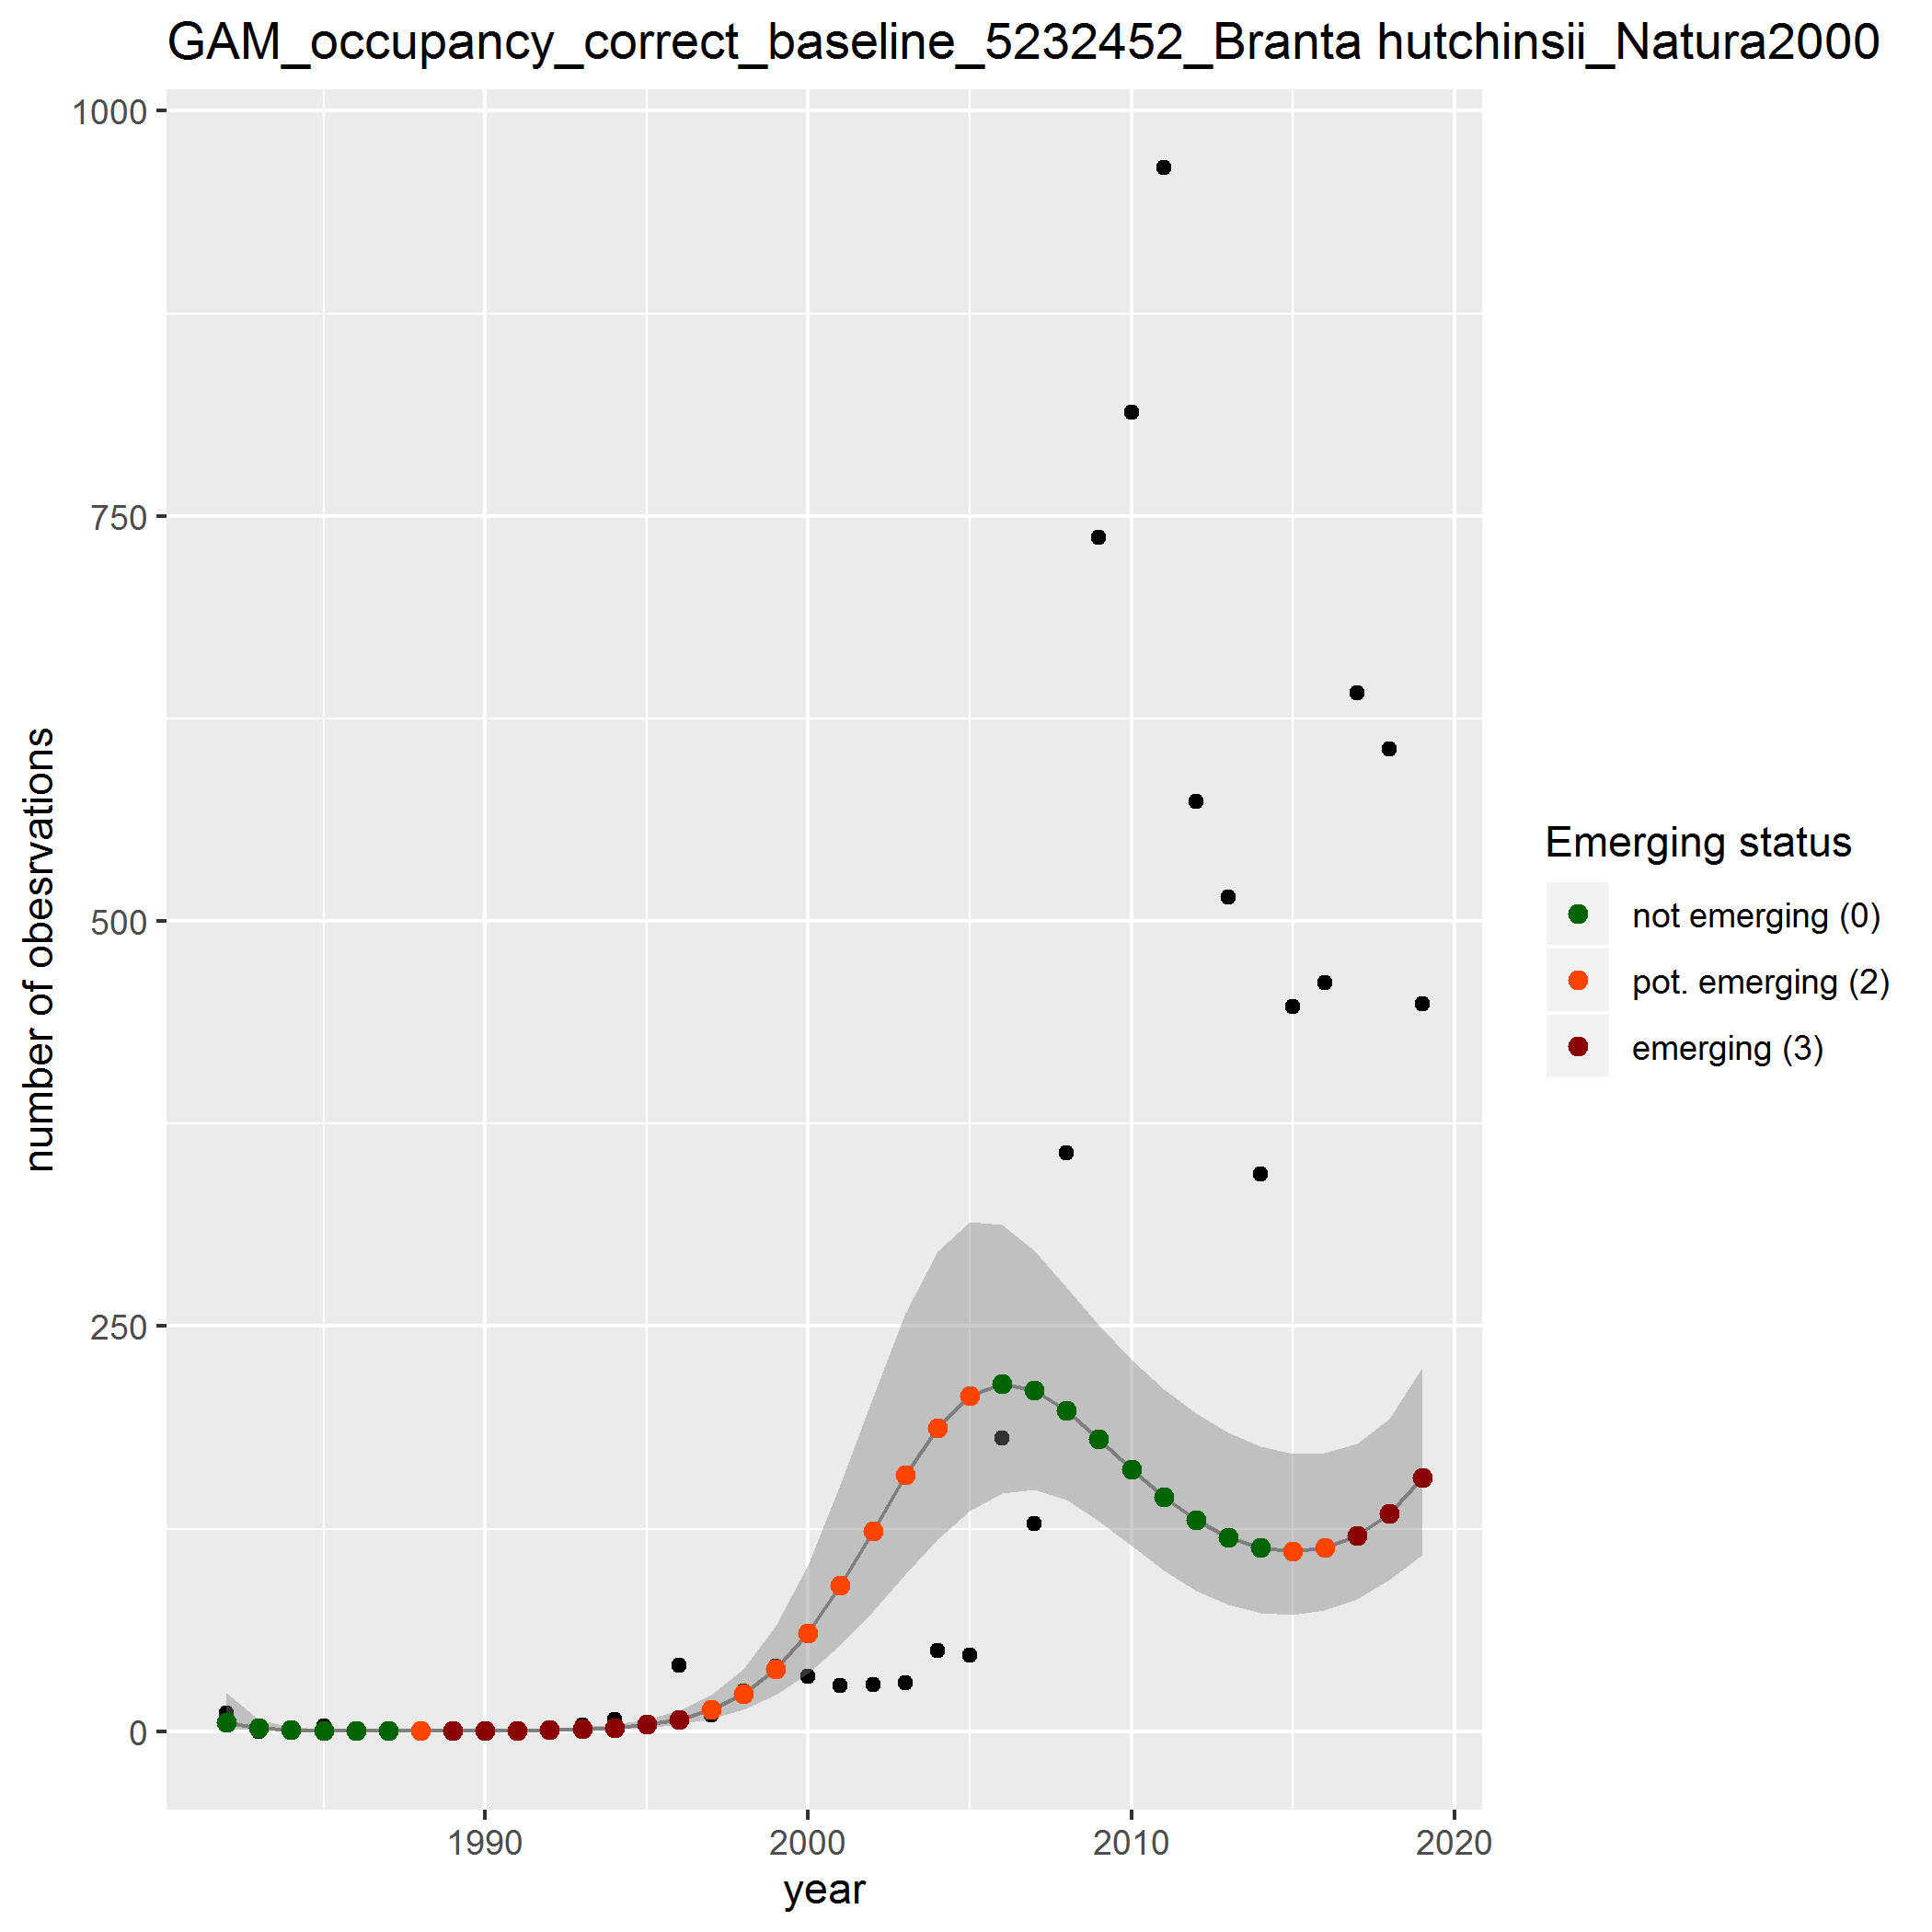 GAM_occupancy_correct_baseline_5232452_Branta hutchinsii_Natura2000
1000
750
500
250
0
number of obesrvations
1990
2000
2010
2020
year
Emerging status
not emerging (0)
pot. emerging (2)
emerging (3)